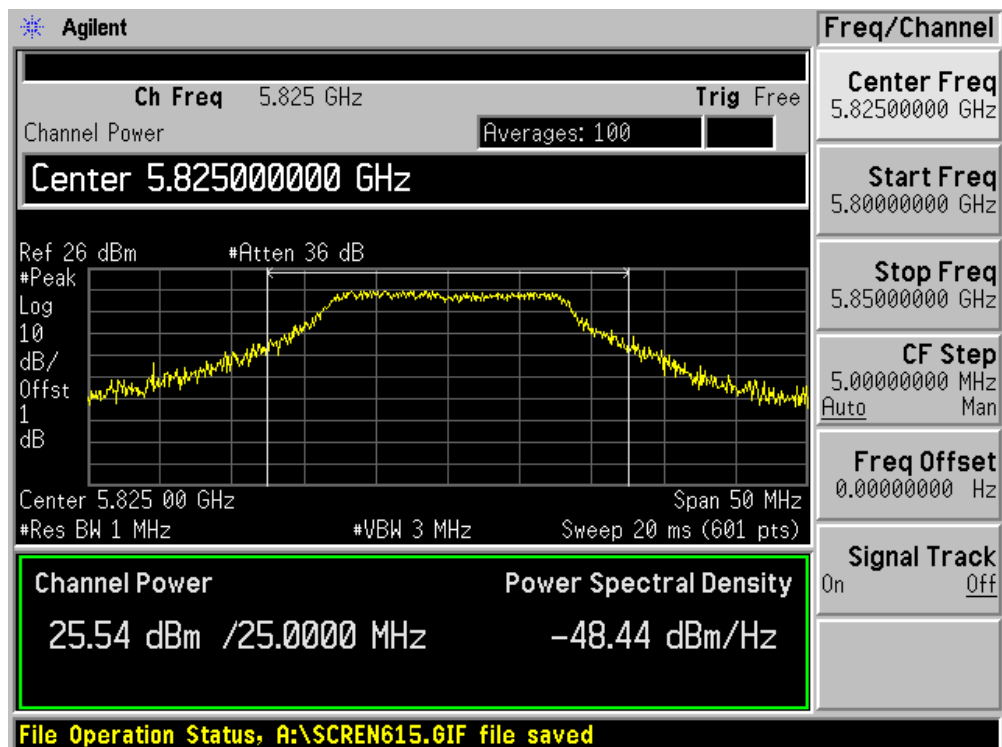 Agilent
Freq/Channel
Ch Freq 5.825 GHz
Trig Free
Channel Power
Averages: 100
Center 5.825000000 GHz
Ref 26 dBm
#Atten 36 dB
#Peak
Log
10
dB/
Offst
1
dB
Center 5.825 00 GHz
Span 50 MHz
#Res BW 1 MHz
#VBW 3 MHz
Sweep 20 ms (601 pts)
Channel Power
Power Spectral Density
25.54 dBm /25.0000 MHz
-48.44 dBm/Hz
File Operation Status, A:\SCREN615.GIF file saved
Center Freq
5.82500000 GHz
Start Freq
5.80000000 GHz
Stop Freq
5.85000000 GHz
CF Step
5.00000000 MHz
Auto Man
Freq Offset
0.00000000 Hz
Signal Track
On Off